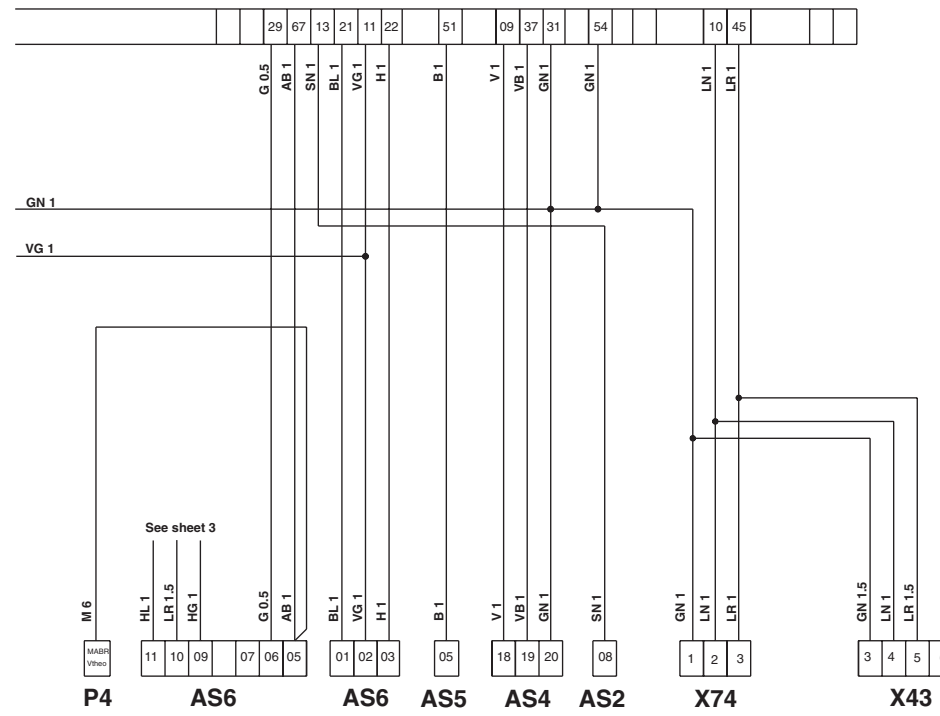 29 67 13 21 11 22 51 09 37 31 54 10 45
G 0.5 AB 1 SN 1 BL 1 VG 1 H 1 B 1 V 1 VB 1 GN 1 GN 1 LN 1 LR 1
GN 1
VG 1
See sheet 3
M 6 HL 1 LR 1.5 HG 1 G 0.5 AB 1 BL 1 VG 1 H 1 B 1 V 1 VB 1 GN 1 SN 1 GN 1 LN 1 LR 1 GN 1.5 LN 1 LR 1.5
MABR
Vtheo
11 10 09 07 06 05 01 02 03 05 18 19 20 08 1 2 3 3 4 5
P4 AS6 AS6 AS5 AS4 AS2 X74 X43